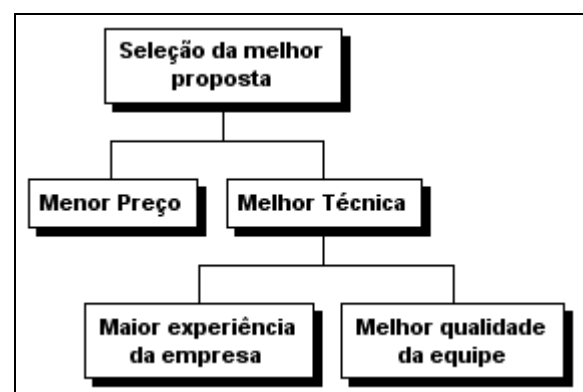 Seleção da melhor
proposta
Menor Preço
Melhor Técnica
Maior experiência
da empresa
Melhor qualidade
da equipe